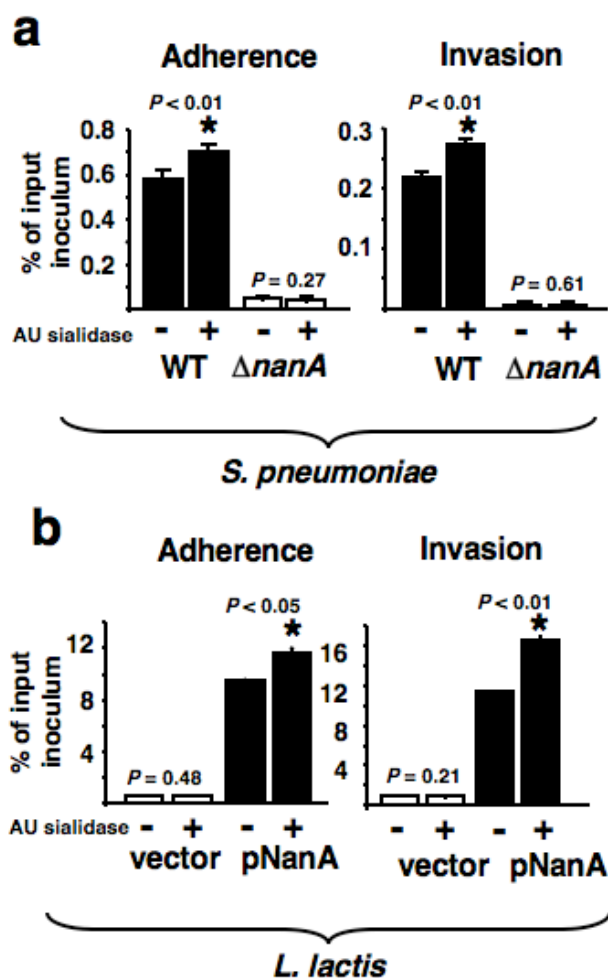 a
Adherence Invasion
P < 0.01 P < 0.01
* *
0.8 0.3
0.6 0.2
0.4 0.1
0.2
% of input
inoculum
P = 0.27 P = 0.61
AU sialidase - + - + - + - +
WT ΔnanA WT ΔnanA
S. pneumoniae
b
Adherence Invasion
P < 0.05 P < 0.01
* *
12 16
8 12
4 8
4
% of input
inoculum
P = 0.48 P = 0.21
AU sialidase - + - + - + - +
vector pNanA vector pNanA
L. lactis